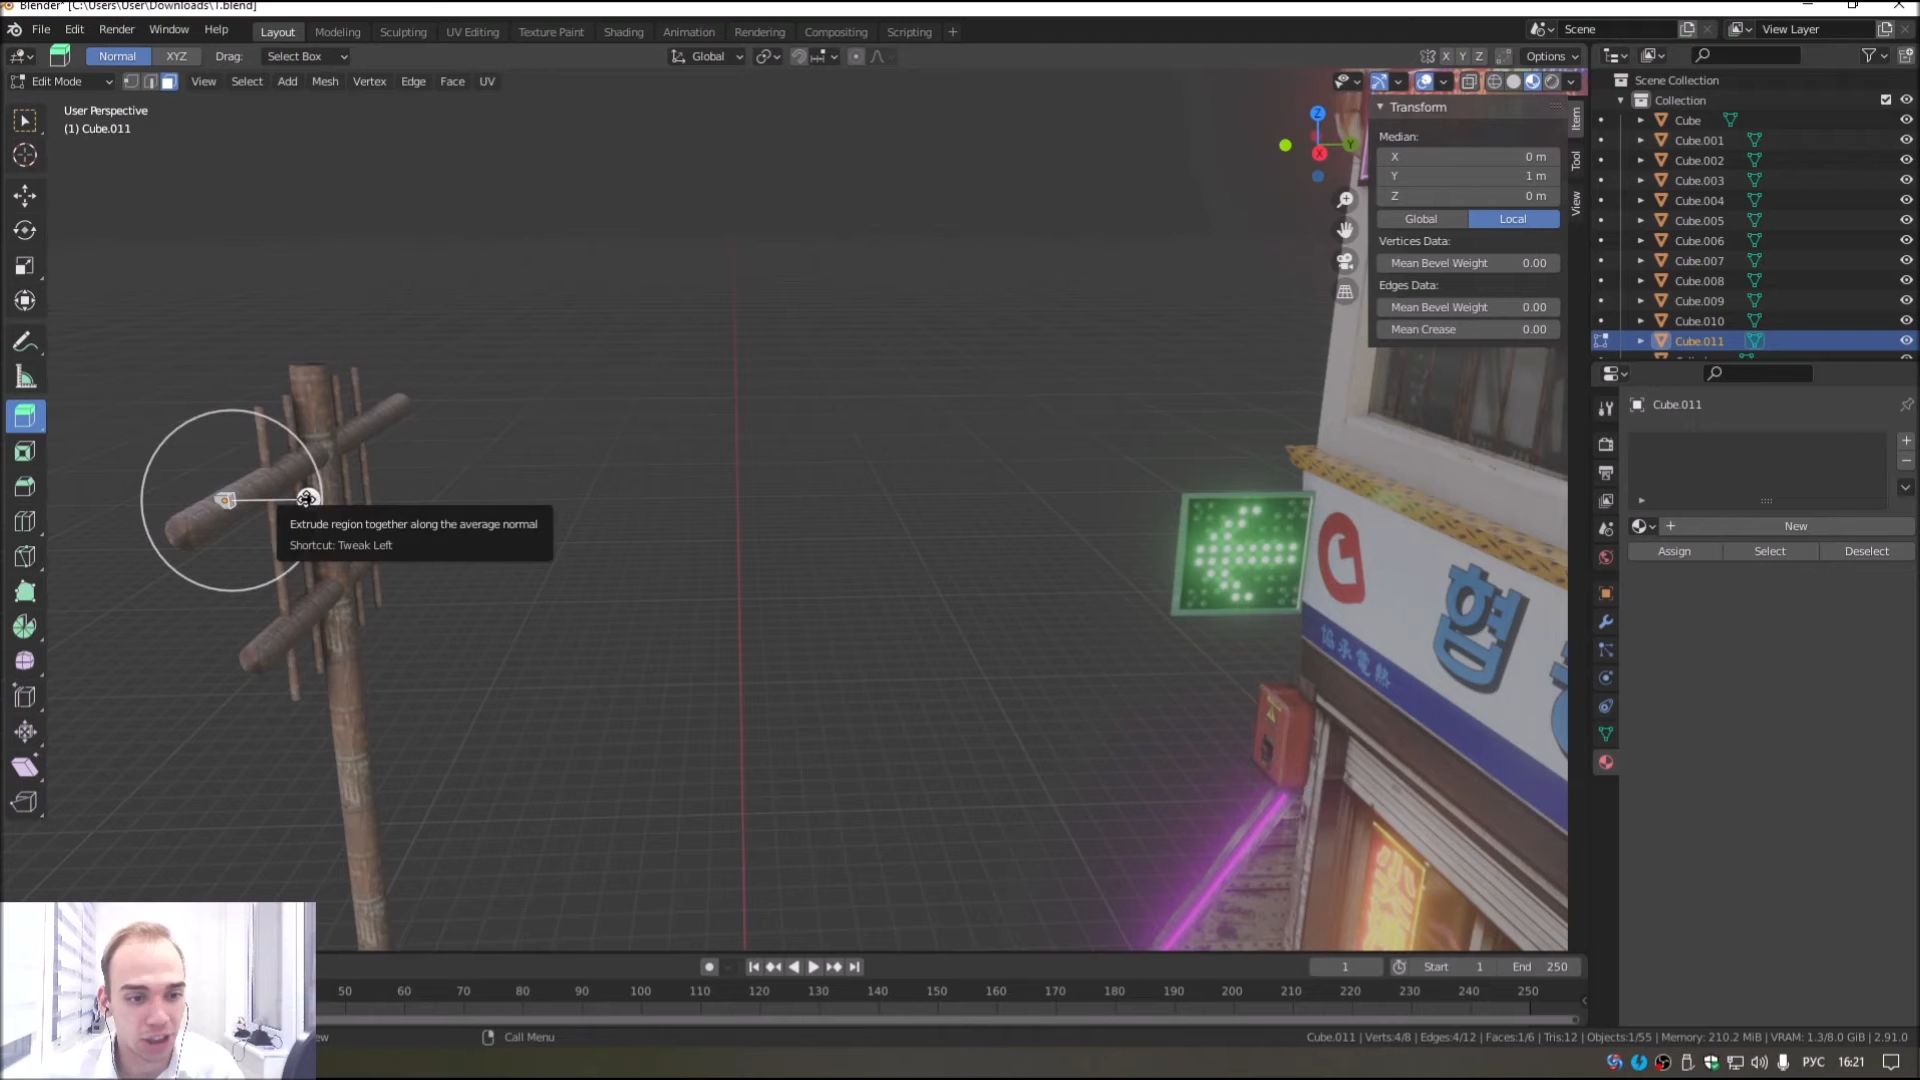 Blender* [C:\Users\User\Downloads\T.blend]
File Edit Render Window Help Layout Modeling Sculpting UV Editing Texture Paint Shading Animation Rendering Compositing Scripting + Scene View Layer
Normal XYZ Drag: Select Box Global X Y Z Options
Edit Mode View Select Add Mesh Vertex Edge Face UV
User Perspective
(1) Cube.011
Z
Y
X
Transform
Median:
X 0 m
Y 1 m
Z 0 m
Global Local
Vertices Data:
Mean Bevel Weight 0.00
Edges Data:
Mean Bevel Weight 0.00
Mean Crease 0.00
Item
Tool
View
Scene Collection
Collection
Cube
Cube.001
Cube.002
Cube.003
Cube.004
Cube.005
Cube.006
Cube.007
Cube.008
Cube.009
Cube.010
Cube.011
Cube.011
+ New
Assign Select Deselect
Extrude region together along the average normal
Shortcut: Tweak Left
협
協承電熱
1 Start 1 End 250
50 60 70 80 90 100 110 120 130 140 150 160 170 180 190 200 210 220 230 240 250
Call Menu
Cube.011 | Verts:4/8 | Edges:4/12 | Faces:1/6 | Tris:12 | Objects:1/55 | Memory: 210.2 MiB | VRAM: 1.3/8.0 GiB | 2.91.0
РУС 16:21